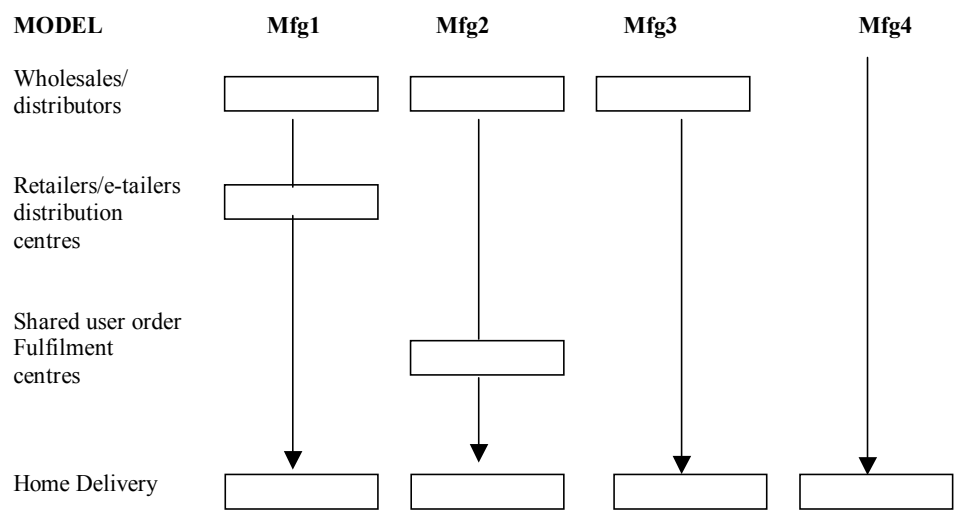 MODEL Mfg1 Mfg2 Mfg3 Mfg4
Wholesales/
distributors
Retailers/e-tailers
distribution
centres
Shared user order
Fulfilment
centres
Home Delivery